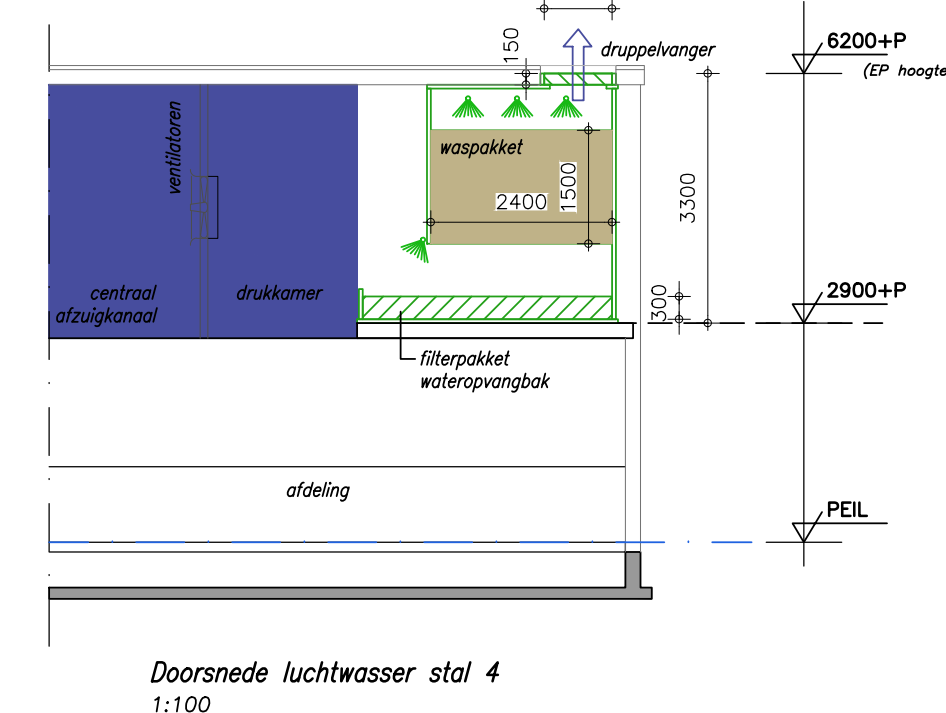 150
druppelvanger
6200+P
(EP hoogte
ventilatoren
waspakket
2400
1500
3300
centraal
afzuigkanaal
drukkamer
300
2900+P
filterpakket
wateropvangbak
afdeling
PEIL
Doorsnede luchtwasser stal 4
1:100